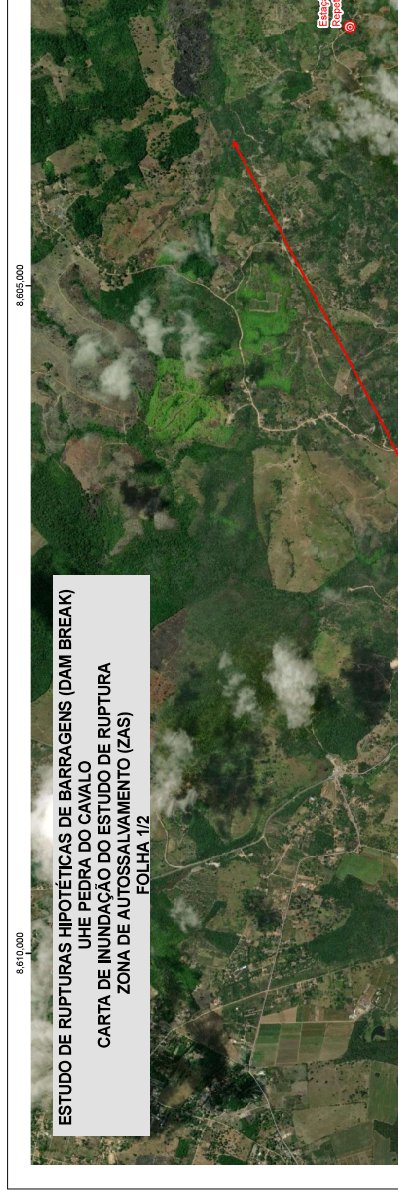 ESTUDO DE RUPTURAS HIPOTÉTICAS DE BARRAGENS (DAM BREAK)
UHE PEDRA DO CAVALO
CARTA DE INUNDAÇÃO DO ESTUDO DE RUPTURA
ZONA DE AUTOSSALVAMENTO (ZAS)
FOLHA 1/2
8,610,000
8,605,000